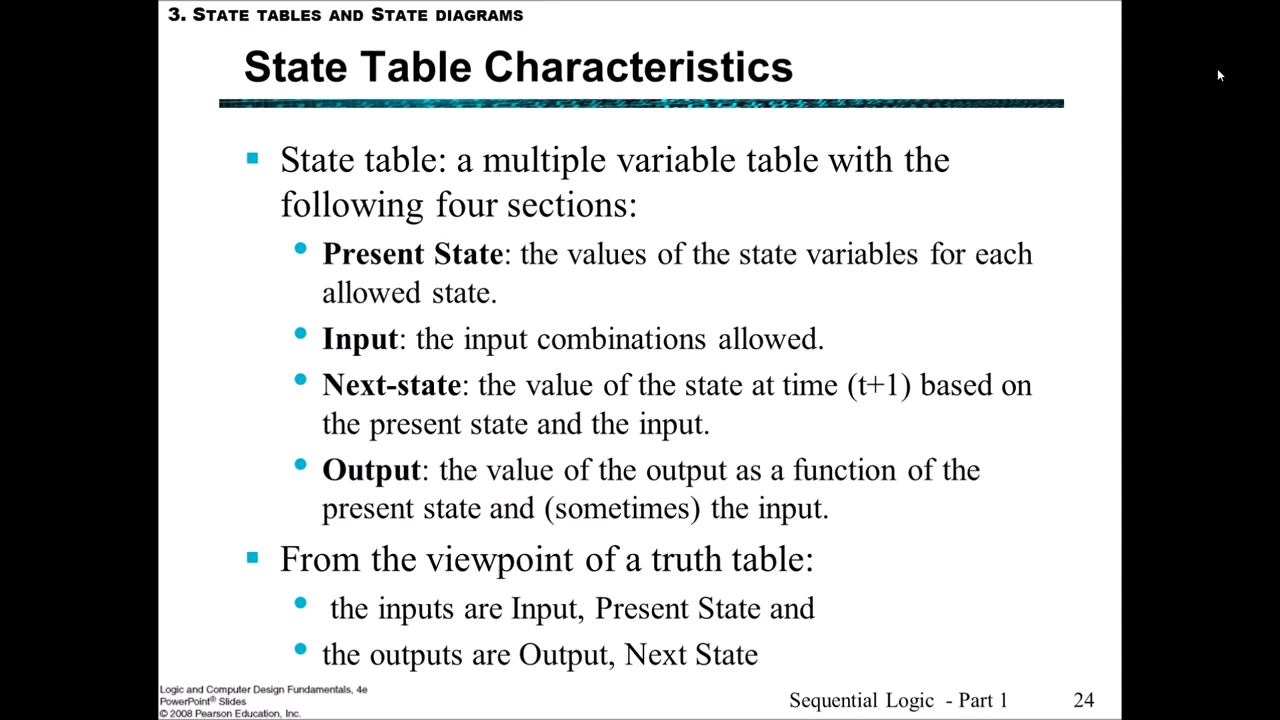 3. STATE TABLES AND STATE DIAGRAMS
State Table Characteristics
State table: a multiple variable table with the
following four sections:
Present State: the values of the state variables for each
allowed state.
Input: the input combinations allowed.
Next-state: the value of the state at time (t+1) based on
the present state and the input.
Output: the value of the output as a function of the
present state and (sometimes) the input.
From the viewpoint of a truth table:
the inputs are Input, Present State and
the outputs are Output, Next State
Logic and Computer Design Fundamentals, 4e
PowerPoint® Slides
© 2008 Pearson Education, Inc.
Sequential Logic - Part 1 24